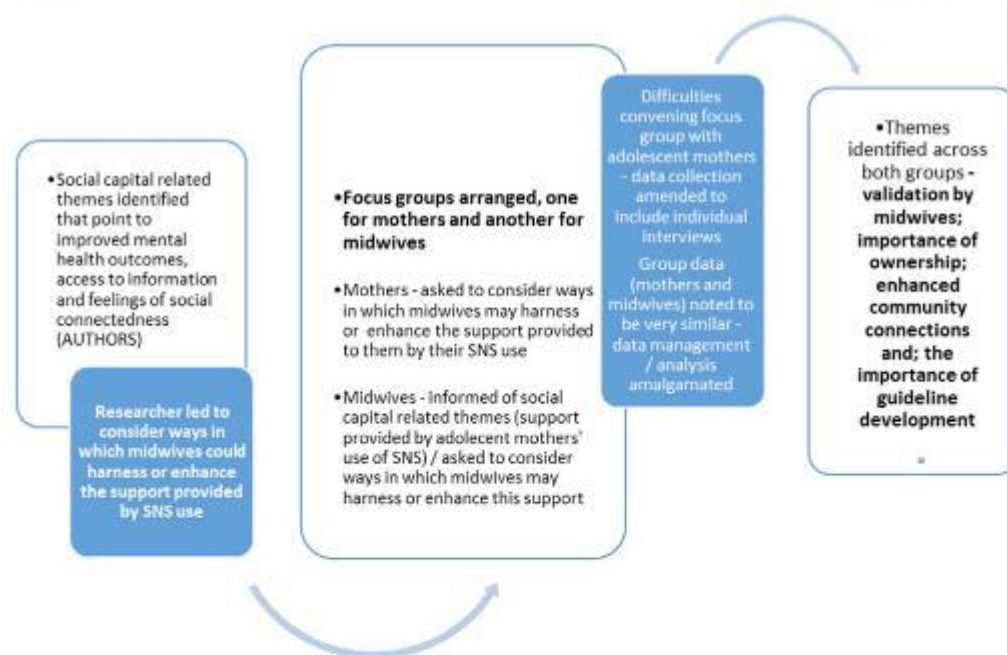 •Social capital related
themes identified
that point to
improved mental
health outcomes,
access to information
and feelings of social
connectedness
(AUTHORS)
Researcher led to
consider ways in
which midwives could
harness or enhance
the support provided
by SNS use
•Focus groups arranged, one
for mothers and another for
midwives
•Mothers - asked to consider ways
in which midwives may harness
or enhance the support provided
to them by their SNS use
•Midwives - informed of social
capital related themes (support
provided by adolecent mothers'
use of SNS) / asked to consider
ways in which midwives may
harness or enhance this support
Difficulties
convening focus
group with
adolescent mothers
- data collection
amended to
include individual
interviews
Group data
(mothers and
midwives) noted to
be very similar -
data management
/ analysis
amalgamated
•Themes
identified across
both groups -
validation by
midwives;
importance of
ownership;
enhanced
community
connections
and; the
importance of
guideline
development